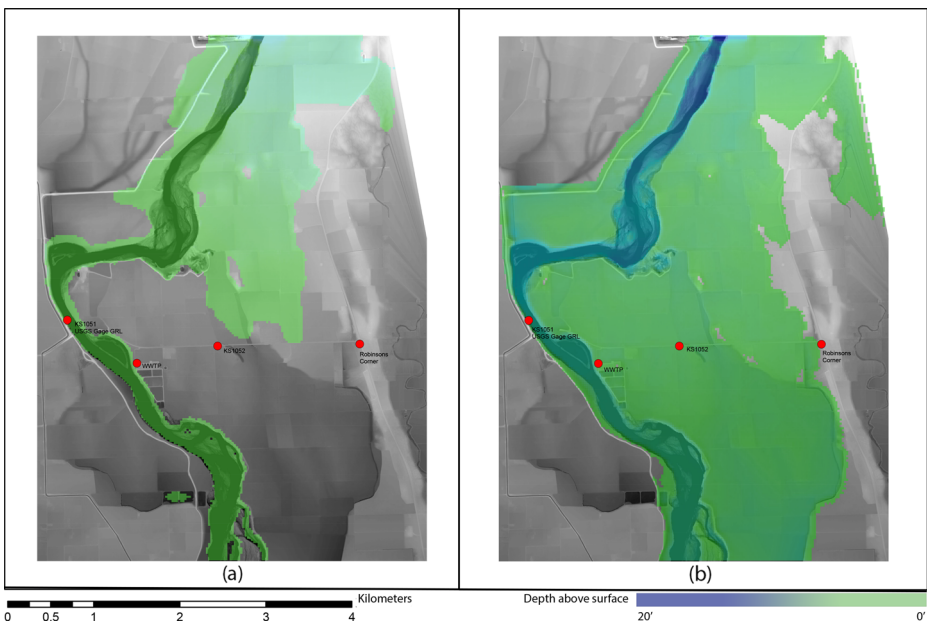 KS1051
USGS Gage GRL
WWTP
KS1052
Robinsons
Corner
(a)
KS1051
USGS Gage GRL
WWTP
KS1052
Robinsons
Corner
(b)
Kilometers
0 0.5 1 2 3 4
Depth above surface
20' 0'